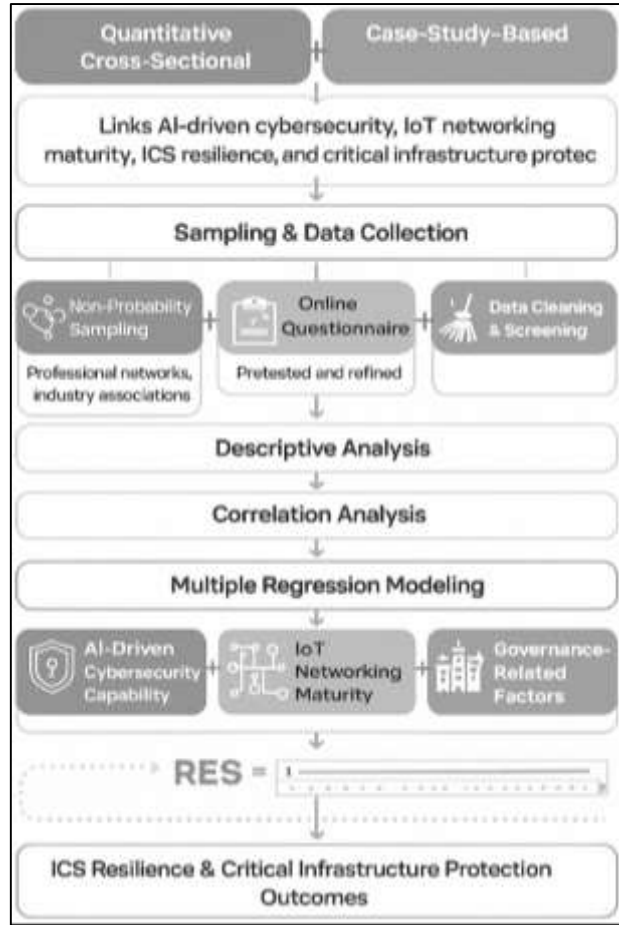 Quantitative
Cross-Sectional
+
Case-Study-Based
Links AI-driven cybersecurity, IoT networking
maturity, ICS resilience, and critical infrastructure protec
Sampling & Data Collection
Non-Probability
Sampling
+
Online
Questionnaire
+
Data Cleaning
& Screening
Professional networks,
industry associations
Pretested and refined
Descriptive Analysis
Correlation Analysis
Multiple Regression Modeling
AI-Driven
Cybersecurity
Capability
+
IoT
Networking
Maturity
+
Governance-
Related
Factors
RES =
1
ICS Resilience & Critical Infrastructure Protection
Outcomes